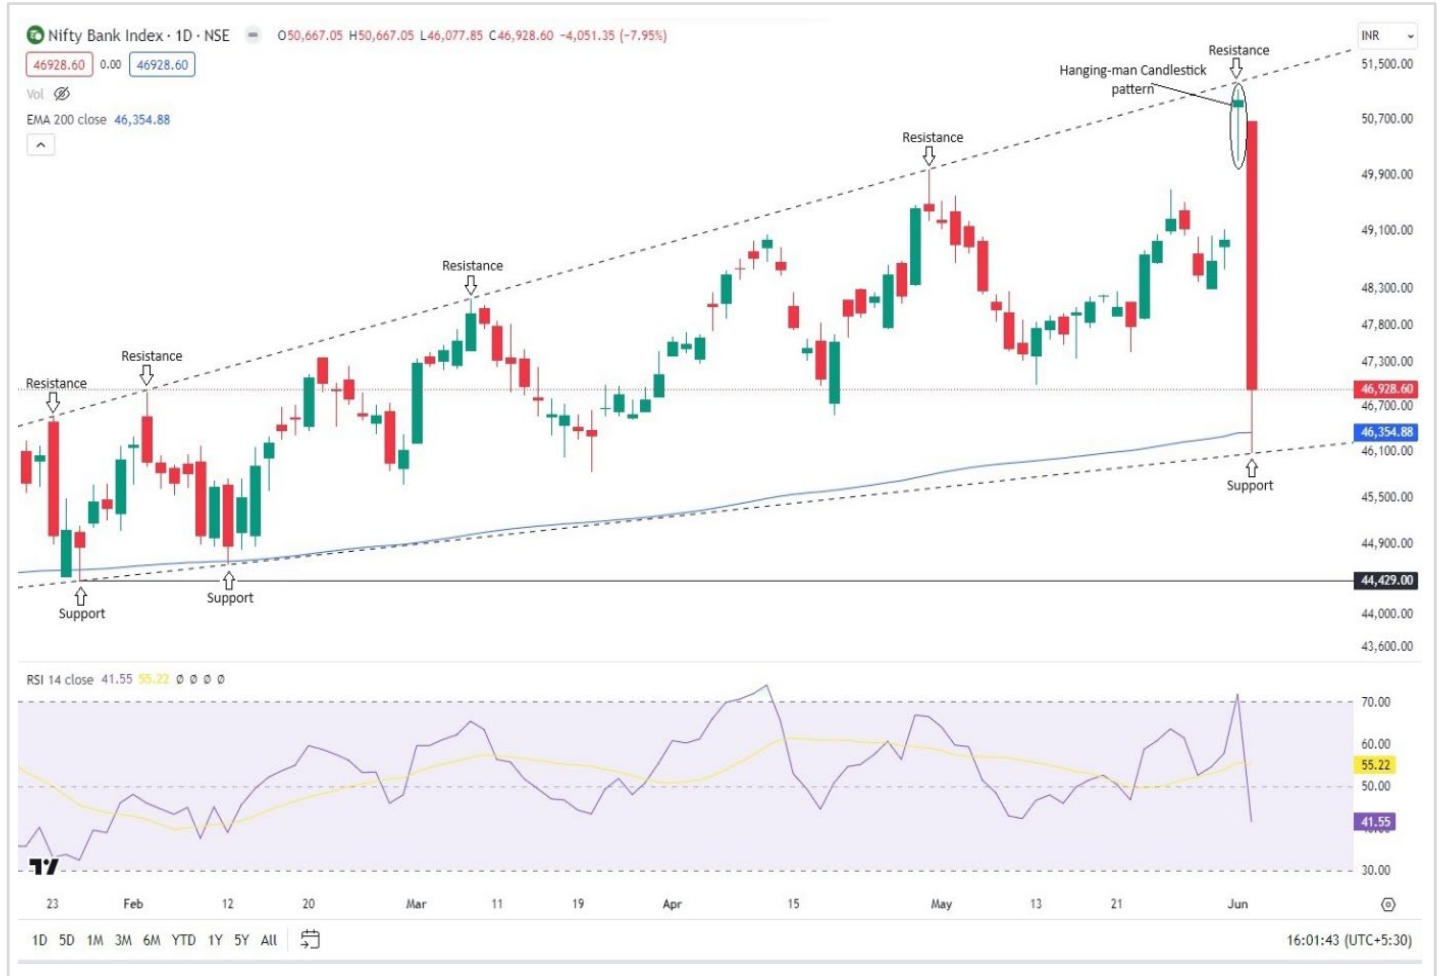 Nifty Bank Index · 1D · NSE O50,667.05 H50,667.05 L46,077.85 C46,928.60 -4,051.35 (-7.95%)
46928.60 0.00 46928.60
Vol
EMA 200 close 46,354.88
INR
Resistance
Hanging-man Candlestick
pattern
Resistance
Resistance
Resistance
Resistance
Support
Support
Support
51,500.00
50,700.00
49,900.00
49,100.00
48,300.00
47,800.00
47,300.00
46,928.60
46,700.00
46,354.88
46,100.00
45,500.00
44,900.00
44,429.00
44,000.00
43,600.00
RSI 14 close 41.55 55.22 Ø Ø Ø Ø
70.00
60.00
55.22
50.00
41.55
30.00
23 Feb 12 20 Mar 11 19 Apr 15 May 13 21 Jun
1D 5D 1M 3M 6M YTD 1Y 5Y All
16:01:43 (UTC+5:30)